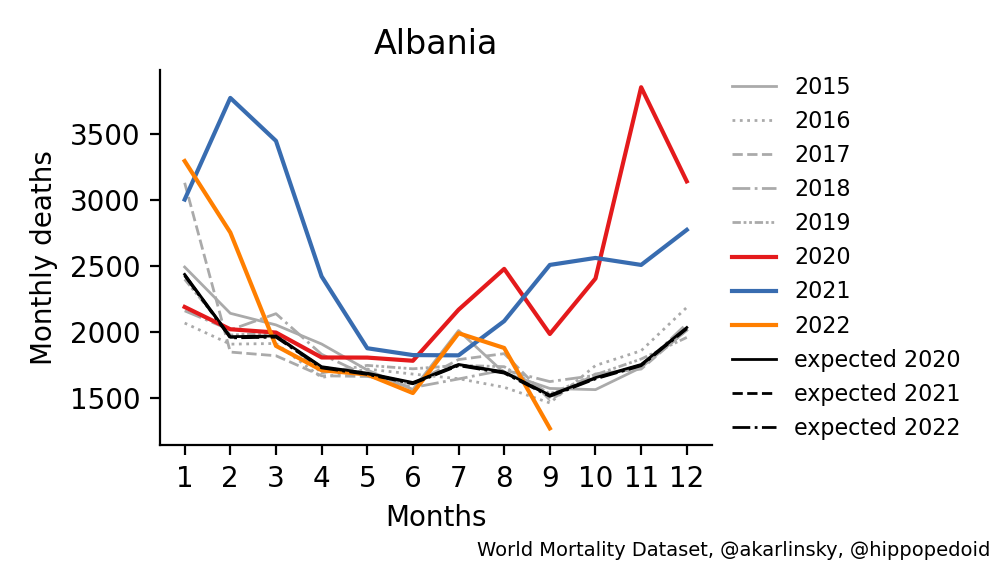 Albania
Monthly deaths
3500
3000
2500
2000
1500
1 2 3 4 5 6 7 8 9 10 11 12
Months
2015
2016
2017
2018
2019
2020
2021
2022
expected 2020
expected 2021
expected 2022
World Mortality Dataset, @akarlinsky, @hippopedoid